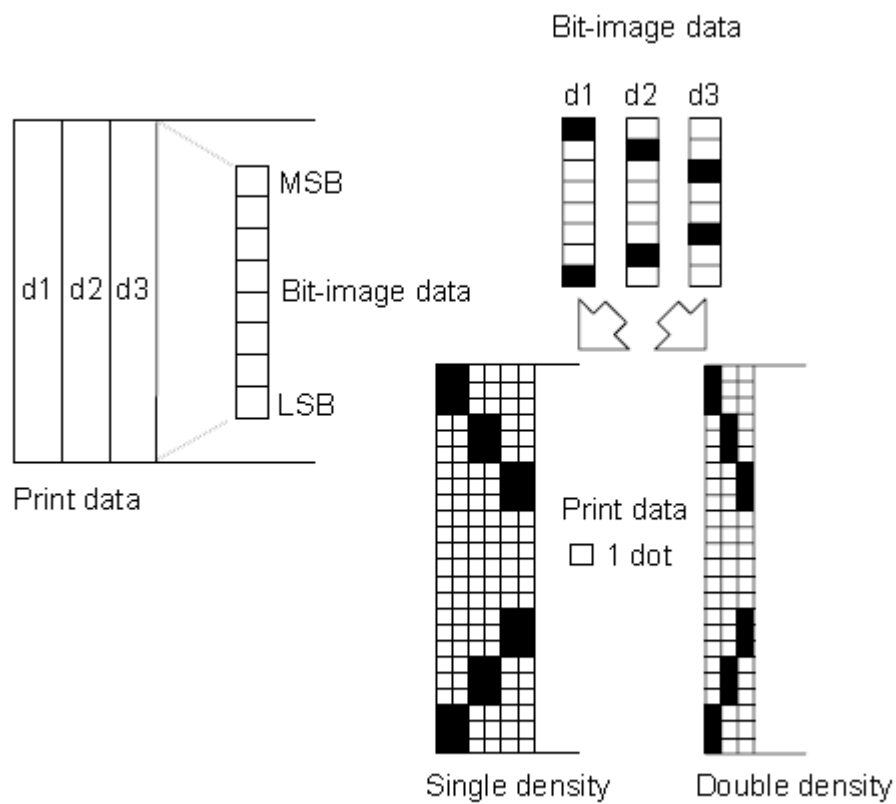 Bit-image data
d1 d2 d3
MSB
d1 d2 d3
Bit-image data
LSB
Print data
Print data
1 dot
Single density
Double density